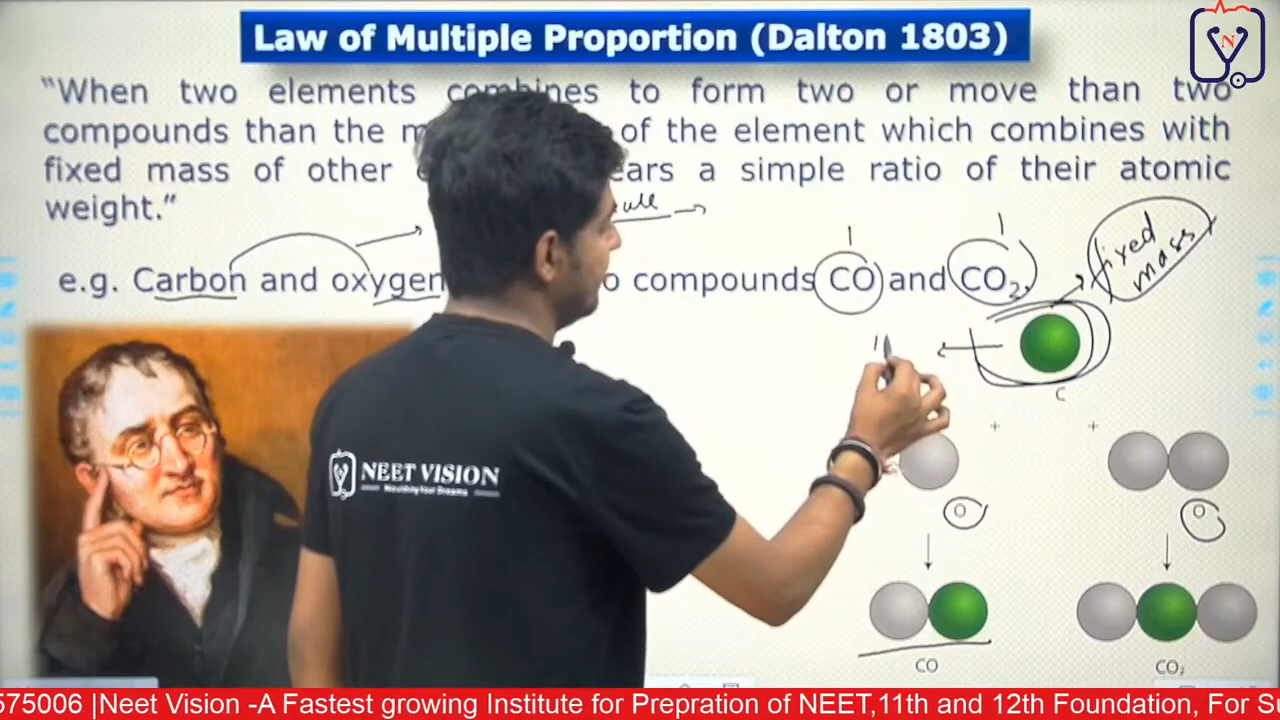 Law of Multiple Proportion (Dalton 1803)
N
"When two elements combines to form two or move than two
compounds than the of the element which combines with
fixed mass of other a simple ratio of their atomic
weight."
e.g. Carbon and oxygen compounds CO and CO2,
1
1
fixed
mass
C
+ +
O O
NEET VISION
CO CO2
575006 |Neet Vision -A Fastest growing Institute for Prepration of NEET,11th and 12th Foundation, For Su